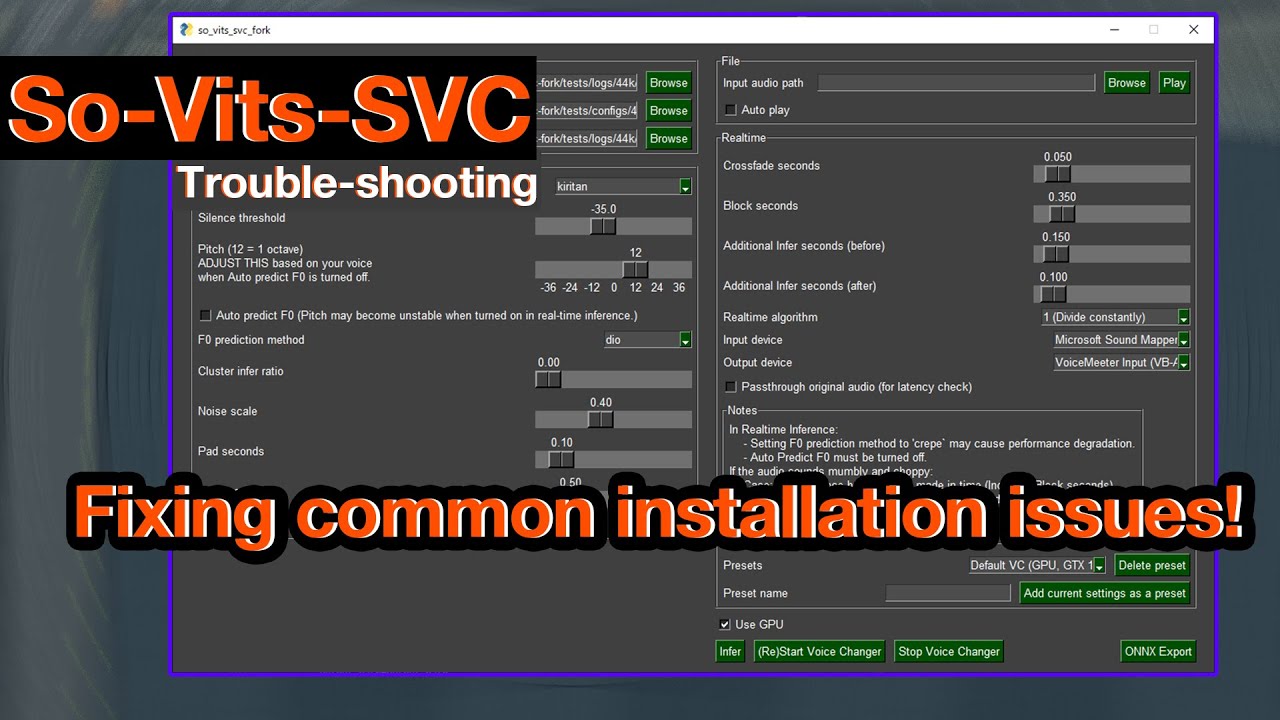 so_vits_svc_fork
So-Vits-SVC
Trouble-shooting
-fork/tests/logs/44k/ Browse
-fork/tests/configs/4 Browse
-fork/tests/logs/44k/ Browse
kiritan
Silence threshold
-35.0
Pitch (12 = 1 octave)
ADJUST THIS based on your voice
when Auto predict F0 is turned off.
12
-36 -24 -12 0 12 24 36
Auto predict F0 (Pitch may become unstable when turned on in real-time inference.)
F0 prediction method dio
Cluster infer ratio
0.00
Noise scale
0.40
Pad seconds
0.10
0.50
File
Input audio path Browse Play
Auto play
Realtime
Crossfade seconds
0.050
Block seconds
0.350
Additional Infer seconds (before)
0.150
Additional Infer seconds (after)
0.100
Realtime algorithm 1 (Divide constantly)
Input device Microsoft Sound Mapper
Output device VoiceMeeter Input (VB-A
Passthrough original audio (for latency check)
Notes
In Realtime Inference:
- Setting F0 prediction method to 'crepe` may cause performance degradation.
- Auto Predict F0 must be turned off.
If the audio sounds mumbly and choppy:
made in time (Inc Block seconds)
Fixing common installation issues!
Presets Default VC (GPU, GTX 1 Delete preset
Preset name Add current settings as a preset
Use GPU
Infer (Re)Start Voice Changer Stop Voice Changer ONNX Export